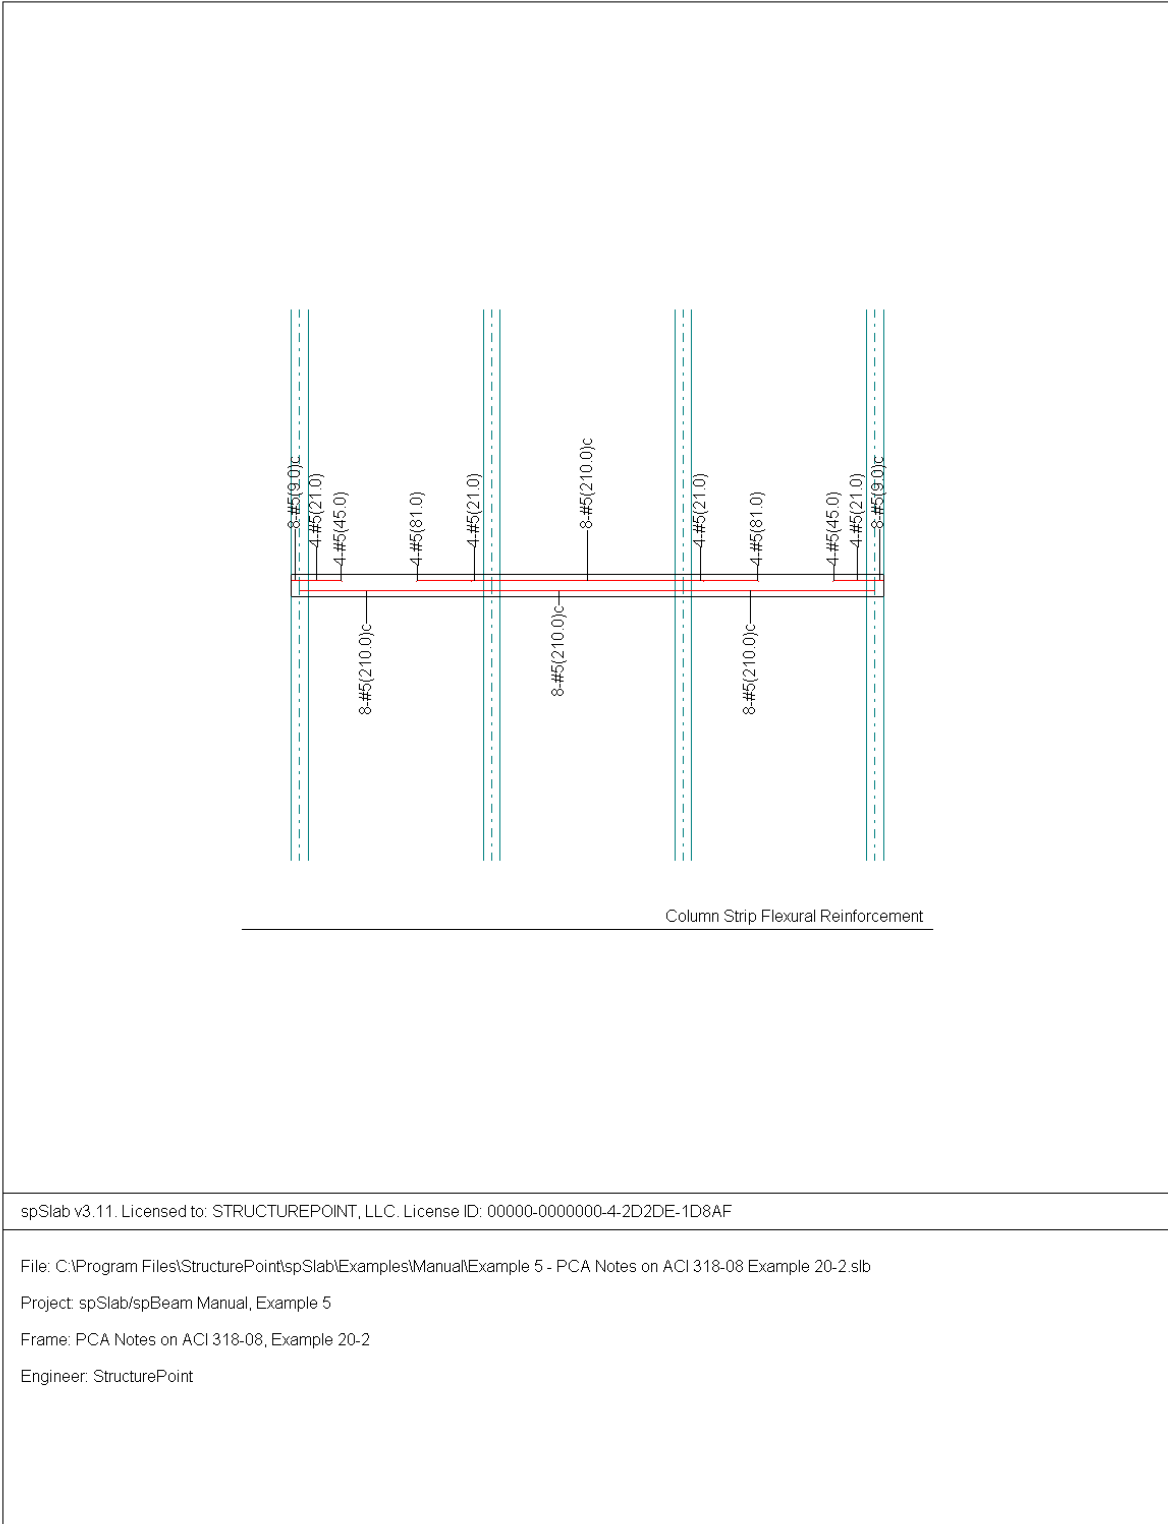 8-#5(9.0)c
4-#5(21.0)
4-#5(45.0)
4-#5(81.0)
4-#5(21.0)
8-#5(210.0)c
4-#5(21.0)
4-#5(81.0)
4-#5(45.0)
4-#5(21.0)
8-#5(9.0)c
8-#5(210.0)c
8-#5(210.0)c
8-#5(210.0)c
Column Strip Flexural Reinforcement
spSlab v3.11. Licensed to: STRUCTUREPOINT, LLC. License ID: 00000-0000000-4-2D2DE-1D8AF
File: C:\Program Files\StructurePoint\spSlab\Examples\Manual\Example 5 - PCA Notes on ACI 318-08 Example 20-2.slb
Project: spSlab/spBeam Manual, Example 5
Frame: PCA Notes on ACI 318-08, Example 20-2
Engineer: StructurePoint